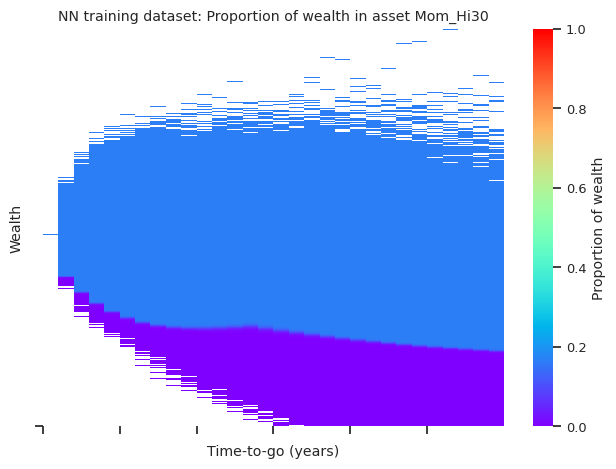 NN training dataset: Proportion of wealth in asset Mom_Hi30
Wealth
Time-to-go (years)
1.0
0.8
0.6
0.4
0.2
0.0
Proportion of wealth